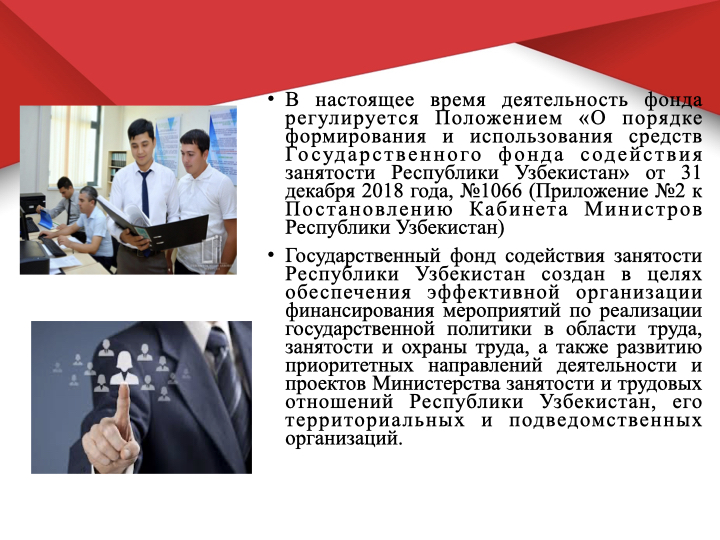 • В настоящее время деятельность фонда
регулируется Положением «О порядке
формирования и использования средств
Государственного фонда содействия
занятости Республики Узбекистан» от 31
декабря 2018 года, №1066 (Приложение №2 к
Постановлению Кабинета Министров
Республики Узбекистан)
• Государственный фонд содействия занятости
Республики Узбекистан создан в целях
обеспечения эффективной организации
финансирования мероприятий по реализации
государственной политики в области труда,
занятости и охраны труда, а также развитию
приоритетных направлений деятельности и
проектов Министерства занятости и трудовых
отношений Республики Узбекистан, его
территориальных и подведомственных
организаций.